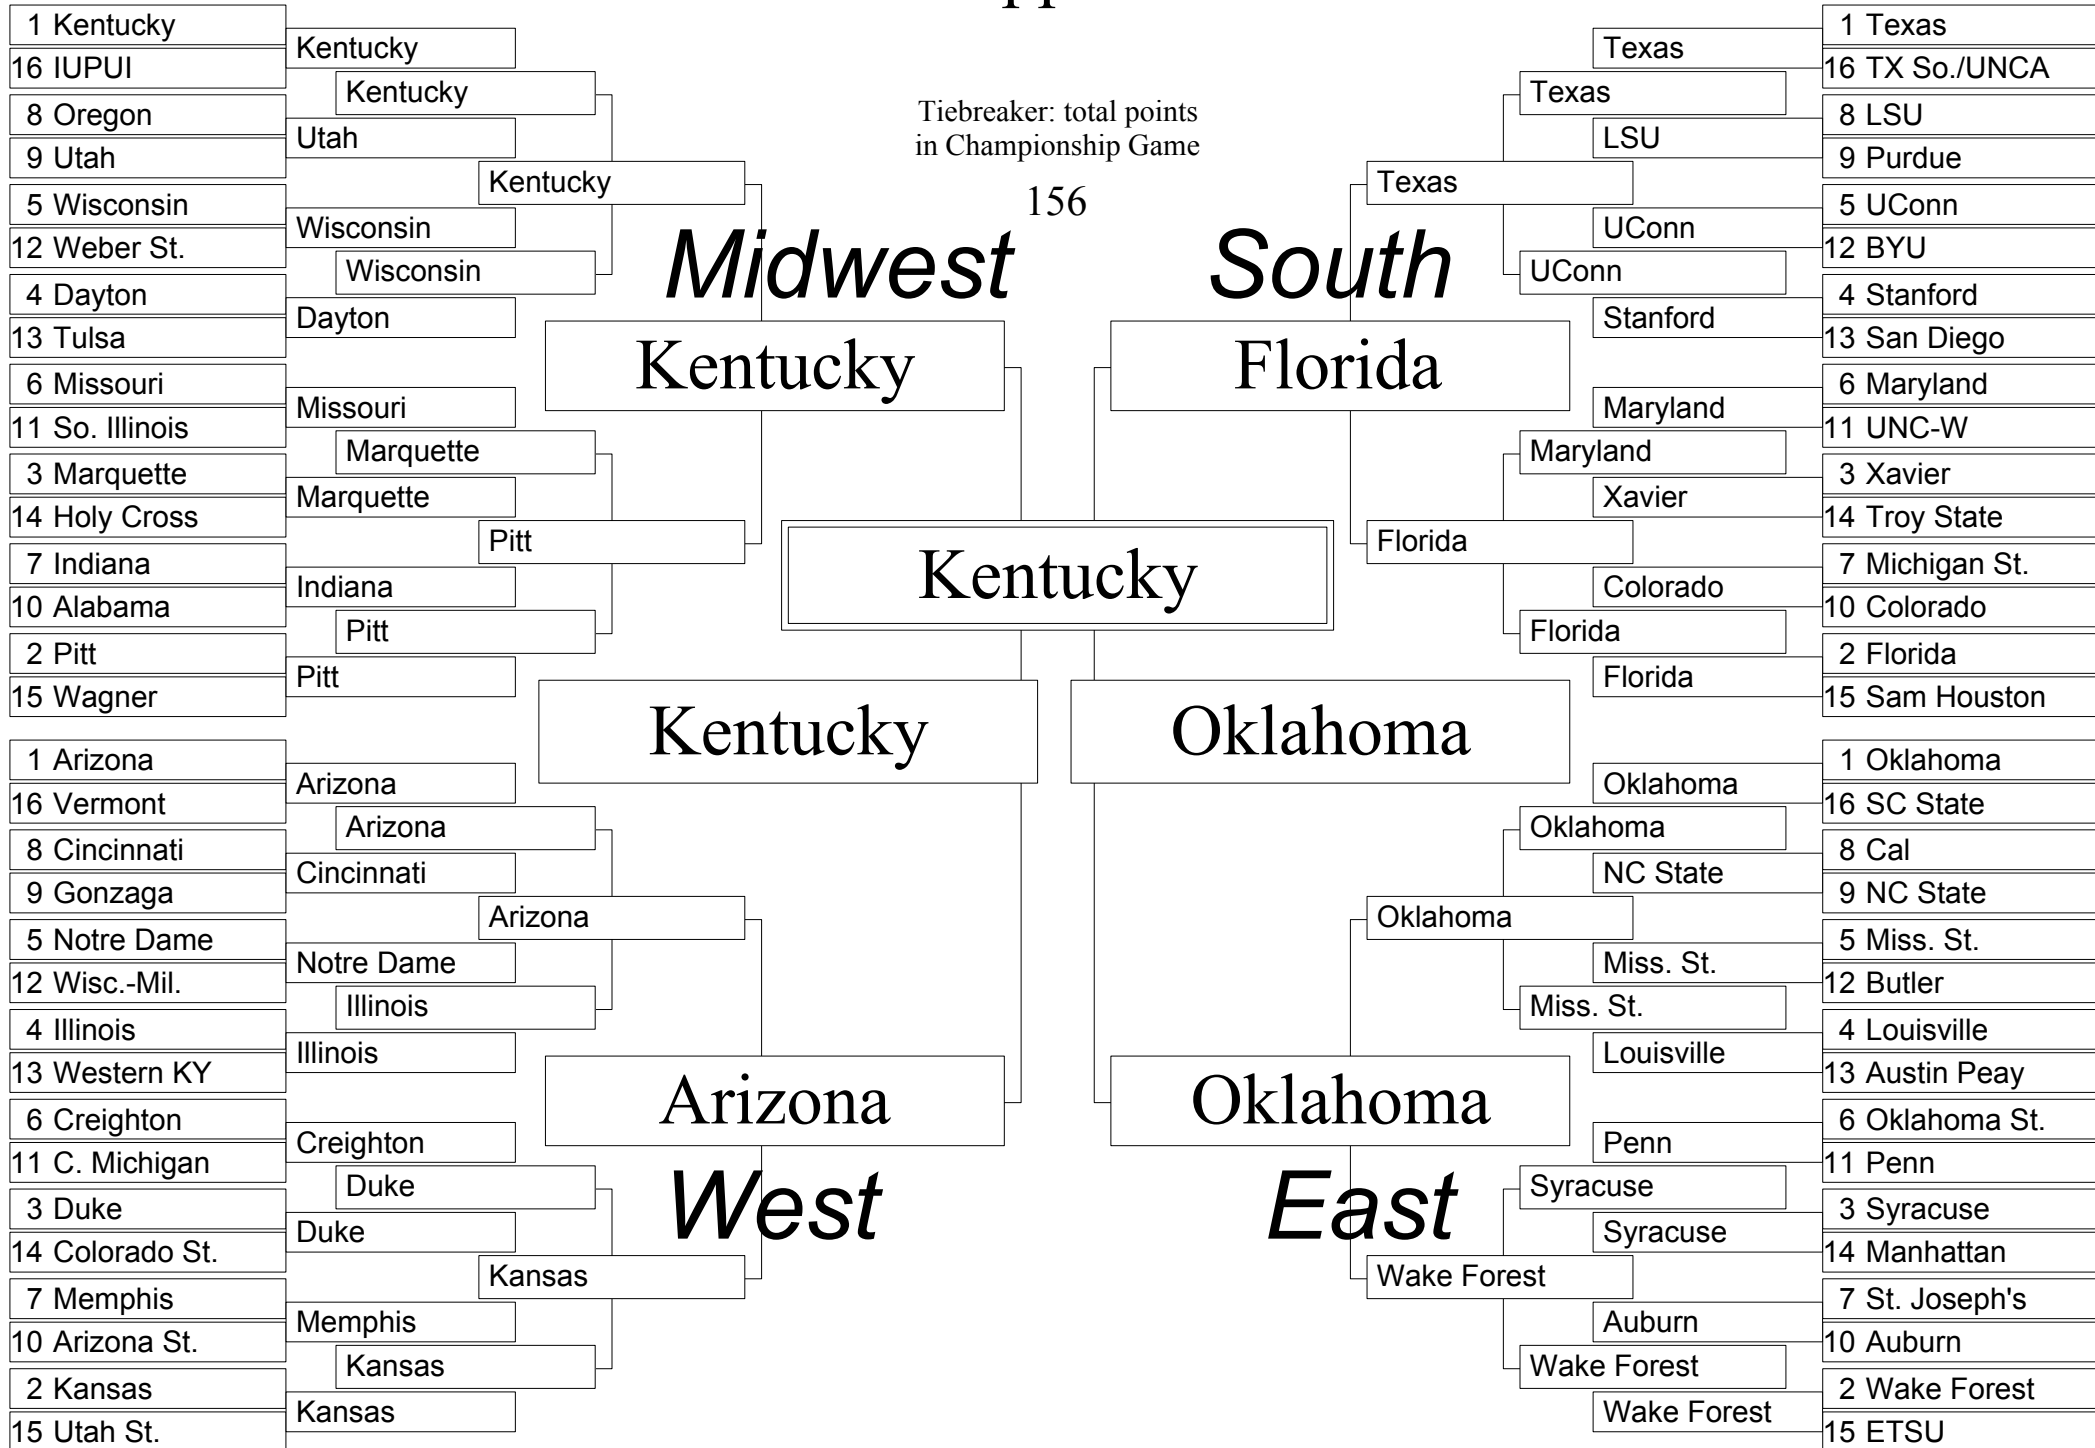 1 Kentucky
16 IUPUI
8 Oregon
9 Utah
5 Wisconsin
12 Weber St.
4 Dayton
13 Tulsa
6 Missouri
11 So. Illinois
3 Marquette
14 Holy Cross
7 Indiana
10 Alabama
2 Pitt
15 Wagner
Kentucky
Utah
Wisconsin
Dayton
Missouri
Marquette
Indiana
Pitt
Kentucky
Wisconsin
Marquette
Pitt
Kentucky
Pitt
Midwest
Kentucky
1 Arizona
16 Vermont
8 Cincinnati
9 Gonzaga
5 Notre Dame
12 Wisc.-Mil.
4 Illinois
13 Western KY
6 Creighton
11 C. Michigan
3 Duke
14 Colorado St.
7 Memphis
10 Arizona St.
2 Kansas
15 Utah St.
Arizona
Cincinnati
Notre Dame
Illinois
Creighton
Duke
Memphis
Kansas
Arizona
Illinois
Duke
Kansas
Arizona
Kansas
Arizona
West
Tiebreaker: total points
in Championship Game
156
Kentucky
Kentucky
Oklahoma
1 Texas
16 TX So./UNCA
8 LSU
9 Purdue
5 UConn
12 BYU
4 Stanford
13 San Diego
6 Maryland
11 UNC-W
3 Xavier
14 Troy State
7 Michigan St.
10 Colorado
2 Florida
15 Sam Houston
Texas
LSU
UConn
Stanford
Maryland
Xavier
Colorado
Florida
Texas
UConn
Maryland
Florida
Texas
Florida
South
Florida
1 Oklahoma
16 SC State
8 Cal
9 NC State
5 Miss. St.
12 Butler
4 Louisville
13 Austin Peay
6 Oklahoma St.
11 Penn
3 Syracuse
14 Manhattan
7 St. Joseph's
10 Auburn
2 Wake Forest
15 ETSU
Oklahoma
NC State
Miss. St.
Louisville
Penn
Syracuse
Auburn
Wake Forest
Oklahoma
Miss. St.
Syracuse
Wake Forest
Oklahoma
Wake Forest
Oklahoma
East